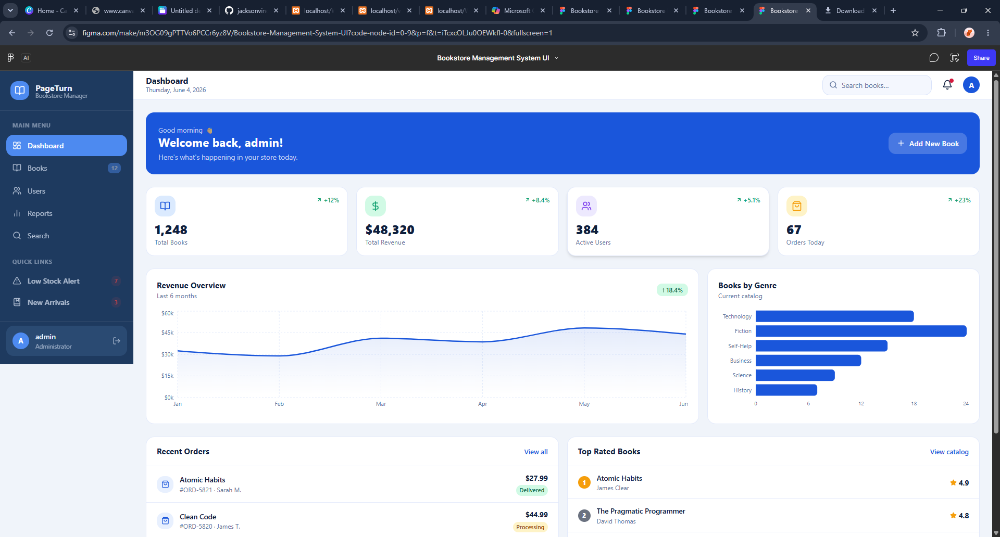 Home - Ca
www.canva
Untitled de
jacksonvin
localhost/
localhost/
localhost/
Microsoft
Bookstore
Bookstore
Bookstore
Bookstore
Download
figma.com/make/m3OG09gPTTVo6PCCr6yz8V/Bookstore-Management-System-UI?code-node-id=0-9&p=f&t=iTcxcOLJu0OEWkfl-0&fullscreen=1
AI
Bookstore Management System UI
Share
PageTurn
Bookstore Manager
MAIN MENU
Dashboard
Books 12
Users
Reports
Search
QUICK LINKS
Low Stock Alert 7
New Arrivals 3
A
admin
Administrator
Dashboard
Thursday, June 4, 2026
Search books...
A
Good morning 👋
Welcome back, admin!
Here's what's happening in your store today.
+ Add New Book
+12%
1,248
Total Books
+8.4%
$48,320
Total Revenue
+5.1%
384
Active Users
+23%
67
Orders Today
Revenue Overview
Last 6 months
↑ 18.4%
$60k
$45k
$30k
$15k
$0k
Jan Feb Mar Apr May Jun
Books by Genre
Current catalog
Technology
Fiction
Self-Help
Business
Science
History
0 6 12 18 24
Recent Orders
View all
Atomic Habits
#ORD-5821 · Sarah M.
$27.99
Delivered
Clean Code
#ORD-5820 · James T.
$44.99
Processing
Top Rated Books
View catalog
1
Atomic Habits
James Clear
4.9
2
The Pragmatic Programmer
David Thomas
4.8